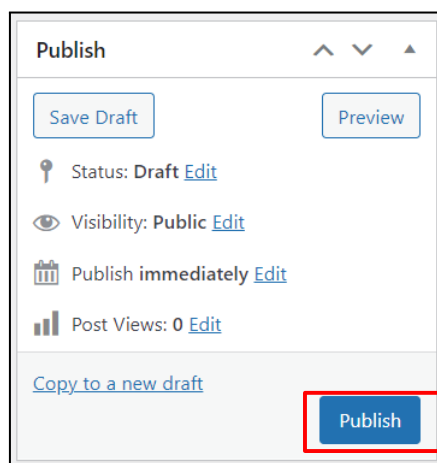 Publish
Save Draft Preview
Status: Draft Edit
Visibility: Public Edit
Publish immediately Edit
Post Views: 0 Edit
Copy to a new draft
Publish